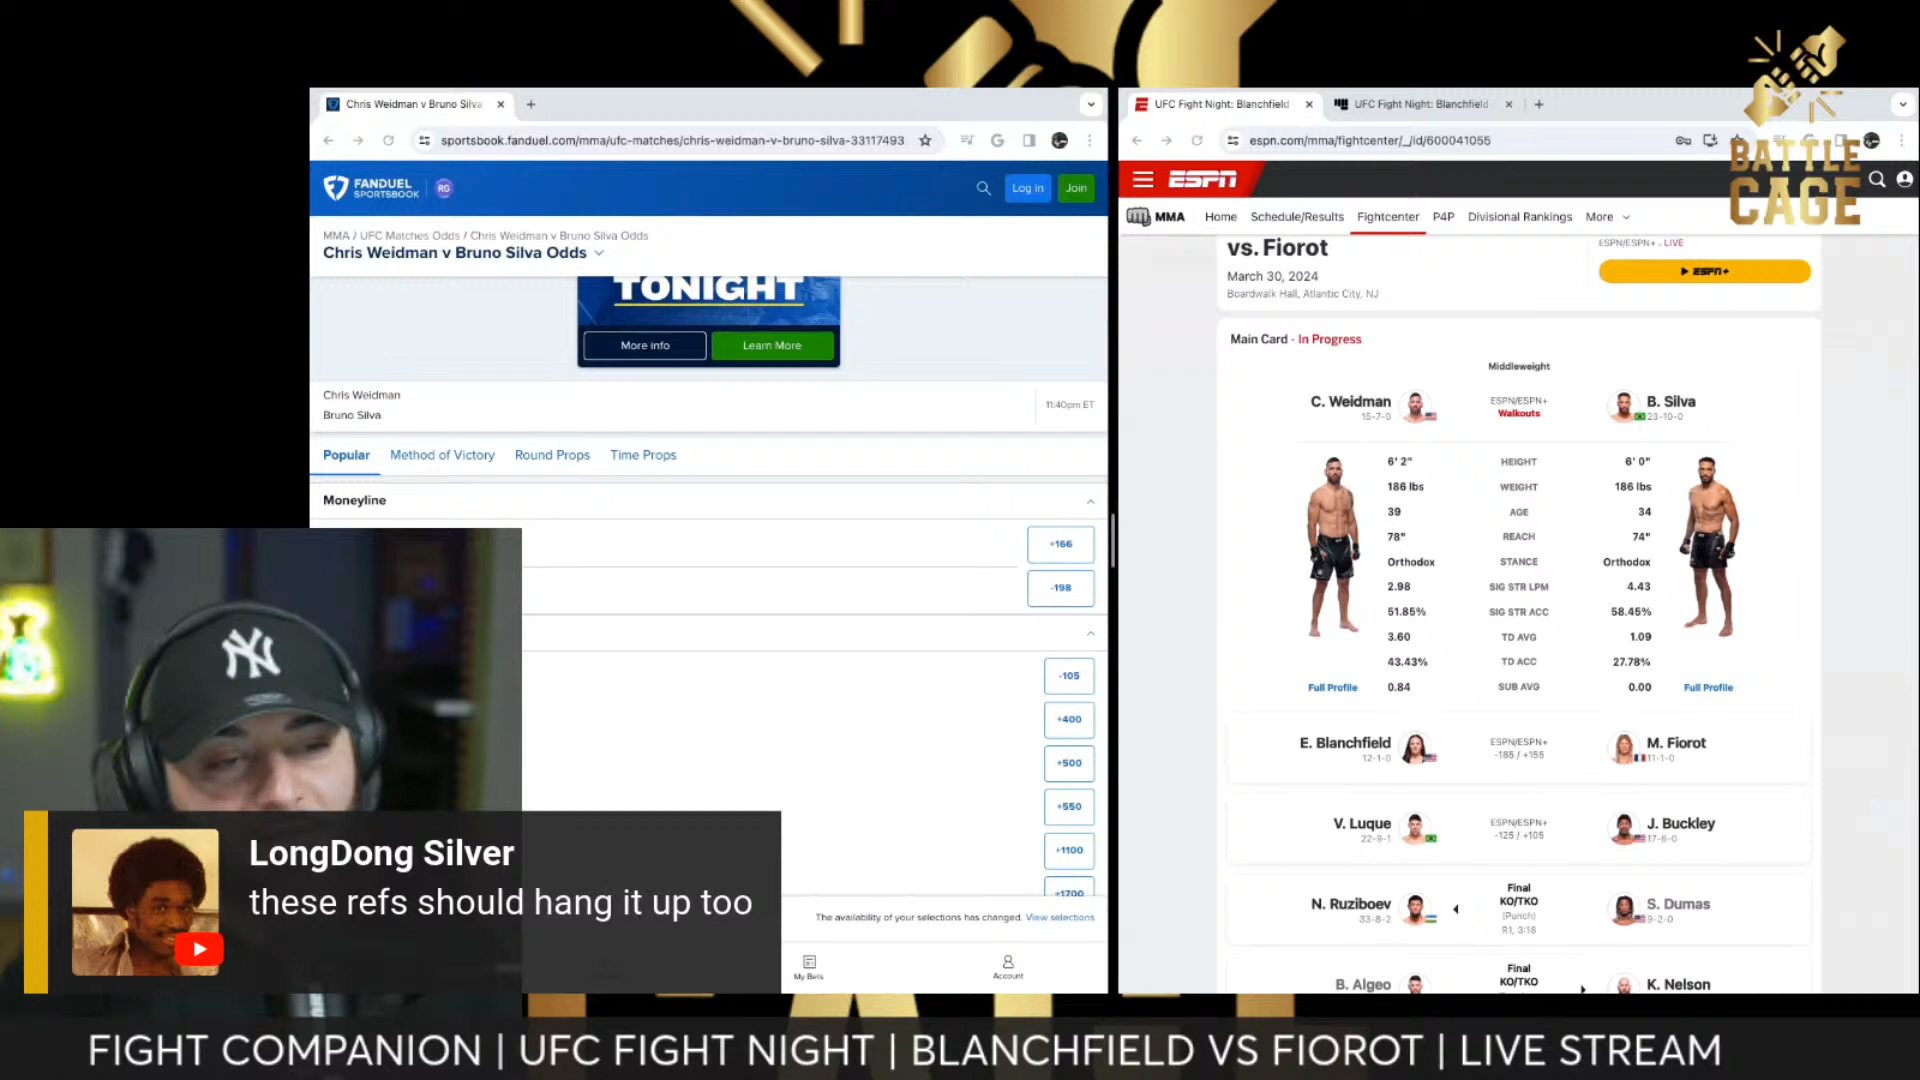 Chris Weidman v Bruno Silva
sportsbook.fanduel.com/mma/ufc-matches/chris-weidman-v-bruno-silva-33117493
FANDUEL
SPORTSBOOK
RG
Log in
Join
MMA / UFC Matches Odds / Chris Weidman v Bruno Silva Odds
Chris Weidman v Bruno Silva Odds
TONIGHT
More info
Learn More
Chris Weidman
Bruno Silva
11:40pm ET
Popular
Method of Victory
Round Props
Time Props
Moneyline
+166
-198
-105
+400
+500
+550
+1100
+1700
The availability of your selections has changed. View selections
My Bets
Account
UFC Fight Night: Blanchfield
UFC Fight Night: Blanchfield
espn.com/mma/fightcenter/_/id/600041055
BATTLE
CAGE
ESPN
MMA
Home
Schedule/Results
Fightcenter
P4P
Divisional Rankings
More
vs. Fiorot
March 30, 2024
Boardwalk Hall, Atlantic City, NJ
ESPN/ESPN+ - LIVE
ESPN+
Main Card - In Progress
Middleweight
C. Weidman
15-7-0
ESPN/ESPN+
Walkouts
B. Silva
23-10-0
6' 2" HEIGHT 6' 0"
186 lbs WEIGHT 186 lbs
39 AGE 34
78" REACH 74"
Orthodox STANCE Orthodox
2.98 SIG STR LPM 4.43
51.85% SIG STR ACC 58.45%
3.60 TD AVG 1.09
43.43% TD ACC 27.78%
Full Profile 0.84 SUB AVG 0.00 Full Profile
E. Blanchfield
12-1-0
ESPN/ESPN+
-185 / +155
M. Fiorot
11-1-0
V. Luque
22-9-1
ESPN/ESPN+
-125 / +105
J. Buckley
17-6-0
N. Ruziboev
33-8-2
Final
KO/TKO
(Punch)
R1, 3:18
S. Dumas
9-2-0
B. Algeo
Final
KO/TKO
K. Nelson
NY
LongDong Silver
these refs should hang it up too
FIGHT COMPANION | UFC FIGHT NIGHT | BLANCHFIELD VS FIOROT | LIVE STREAM